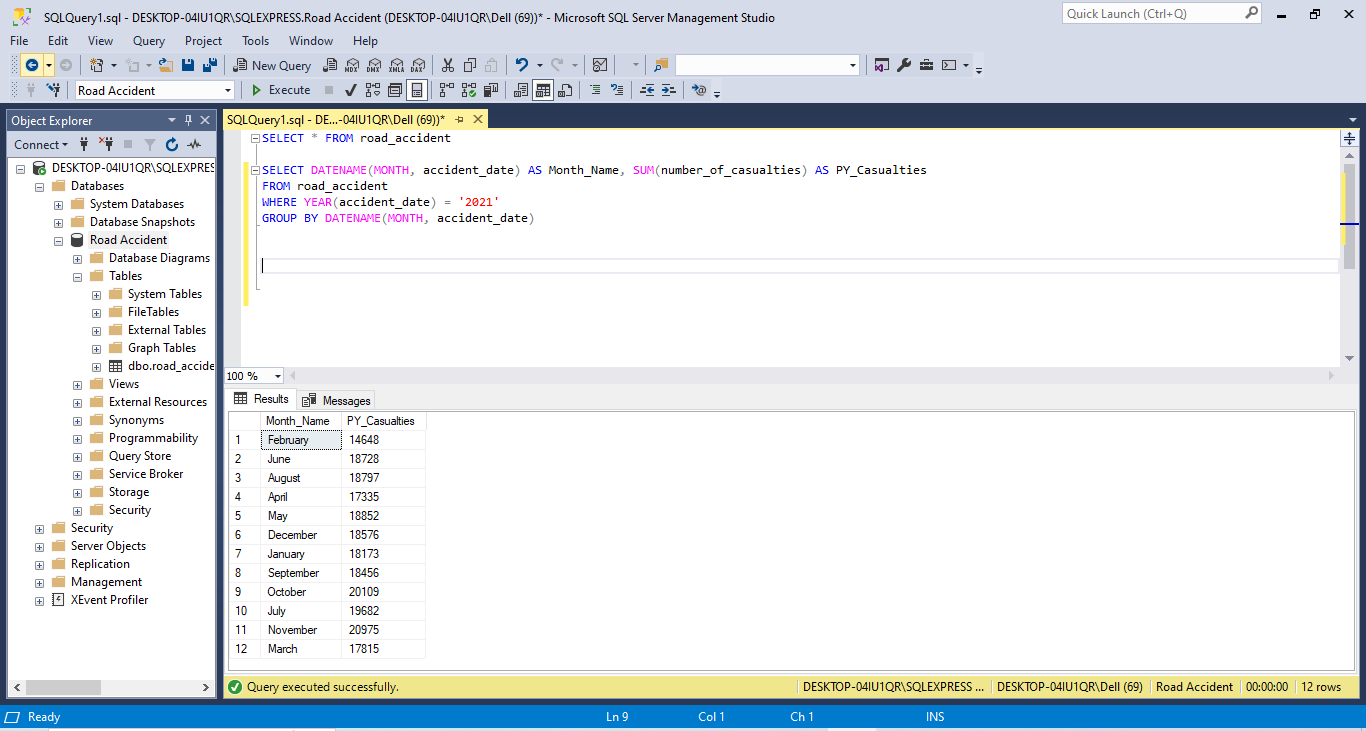 SQLQuery1.sql - DESKTOP-04IU1QR\SQLEXPRESS.Road Accident (DESKTOP-04IU1QR\Dell (69))* - Microsoft SQL Server Management Studio
Quick Launch (Ctrl+Q)
File Edit View Query Project Tools Window Help
New Query MDX DMX XMLA DAX
Road Accident Execute
Object Explorer
Connect
DESKTOP-04IU1QR\SQLEXPRES
Databases
System Databases
Database Snapshots
Road Accident
Database Diagrams
Tables
System Tables
FileTables
External Tables
Graph Tables
dbo.road_accide
Views
External Resources
Synonyms
Programmability
Query Store
Service Broker
Storage
Security
Security
Server Objects
Replication
Management
XEvent Profiler
SQLQuery1.sql - DE...-04IU1QR\Dell (69))*
SELECT * FROM road_accident
SELECT DATENAME(MONTH, accident_date) AS Month_Name, SUM(number_of_casualties) AS PY_Casualties
FROM road_accident
WHERE YEAR(accident_date) = '2021'
GROUP BY DATENAME(MONTH, accident_date)
100 %
Results Messages
Month_Name PY_Casualties
1 February 14648
2 June 18728
3 August 18797
4 April 17335
5 May 18852
6 December 18576
7 January 18173
8 September 18456
9 October 20109
10 July 19682
11 November 20975
12 March 17815
Query executed successfully. DESKTOP-04IU1QR\SQLEXPRESS ... DESKTOP-04IU1QR\Dell (69) Road Accident 00:00:00 12 rows
Ready Ln 9 Col 1 Ch 1 INS